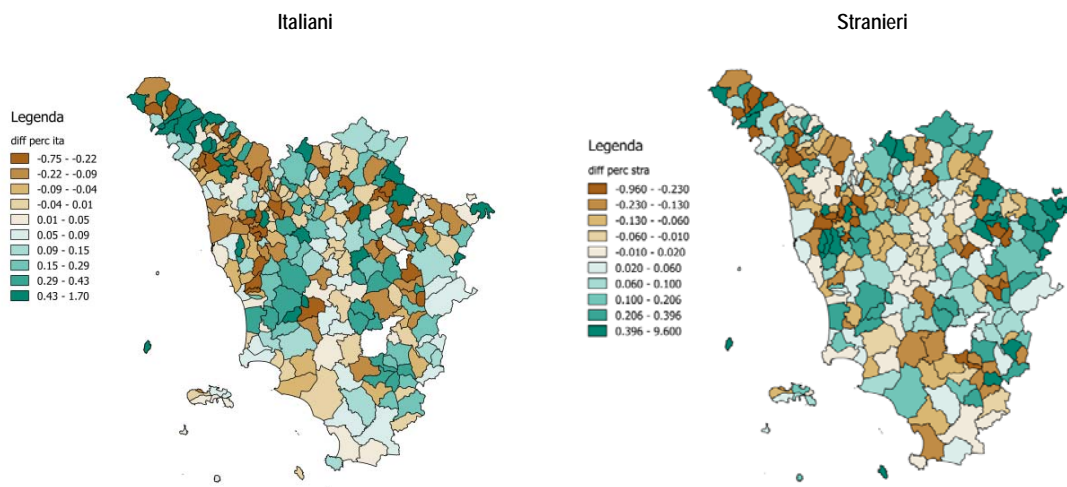 Italiani
Stranieri
Legenda
diff perc ita
-0.75 - -0.22
-0.22 - -0.09
-0.09 - -0.04
-0.04 - 0.01
0.01 - 0.05
0.05 - 0.09
0.09 - 0.15
0.15 - 0.29
0.29 - 0.43
0.43 - 1.70
Legenda
diff perc stra
-0.960 - -0.230
-0.230 - -0.130
-0.130 - -0.060
-0.060 - -0.010
-0.010 - 0.020
0.020 - 0.060
0.060 - 0.100
0.100 - 0.206
0.206 - 0.396
0.396 - 9.600